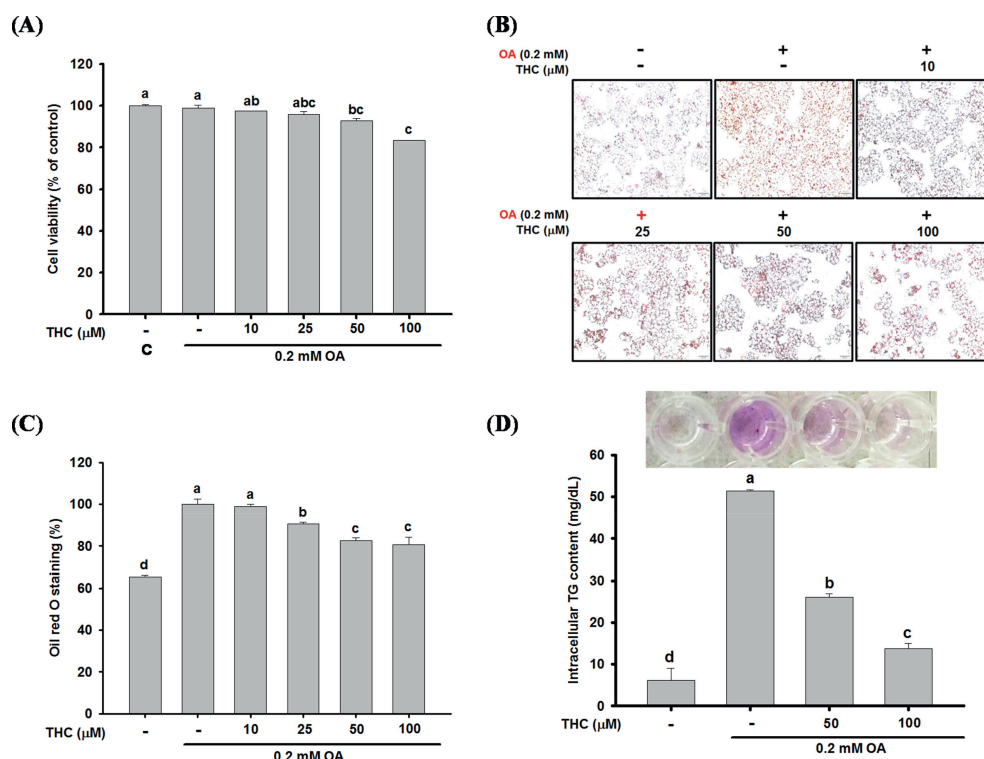 (A)
Cell viability (% of control)
120
100
80
60
40
20
0
a
a
ab
abc
bc
c
THC (μM)
-
-
10
25
50
100
C
0.2 mM OA
(B)
OA (0.2 mM)
-
+
+
THC (μM)
-
-
10
OA (0.2 mM)
+
+
+
THC (μM)
25
50
100
(C)
Oil red O staining (%)
120
100
80
60
40
20
0
d
a
a
b
c
c
THC (μM)
-
-
10
25
50
100
0.2 mM OA
(D)
Intracellular TG content (mg/dL)
60
50
40
30
20
10
0
d
a
b
c
THC (μM)
-
-
50
100
0.2 mM OA